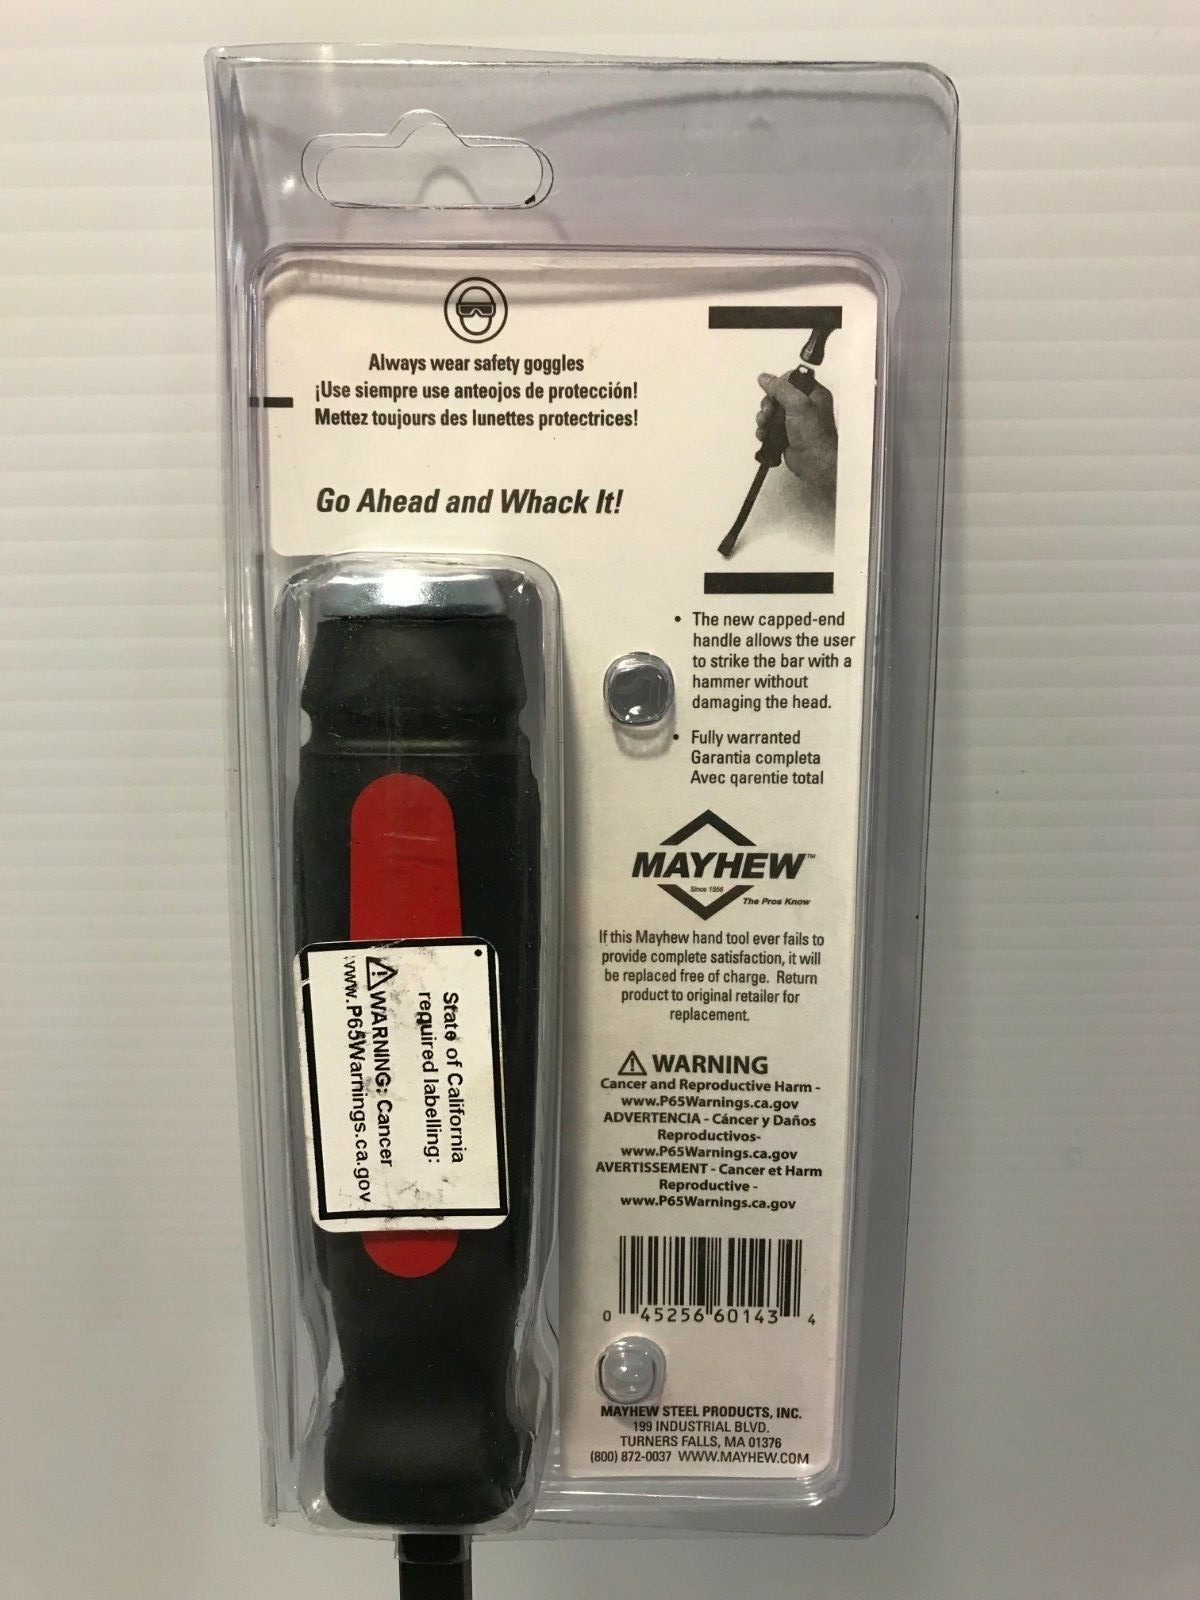 Always wear safety goggles
¡Use siempre use anteojos de protección!
Mettez toujours des lunettes protectrices!
Go Ahead and Whack It!
• The new capped-end
handle allows the user
to strike the bar with a
hammer without
damaging the head.
• Fully warranted
Garantia completa
Avec qarentie total
MAYHEW™
Since 1856
The Pros Know
If this Mayhew hand tool ever fails to
provide complete satisfaction, it will
be replaced free of charge. Return
product to original retailer for
replacement.
⚠ WARNING
Cancer and Reproductive Harm -
www.P65Warnings.ca.gov
ADVERTENCIA - Cáncer y Daños
Reproductivos-
www.P65Warnings.ca.gov
AVERTISSEMENT - Cancer et Harm
Reproductive -
www.P65Warnings.ca.gov
0 45256 60143 4
MAYHEW STEEL PRODUCTS, INC.
199 INDUSTRIAL BLVD.
TURNERS FALLS, MA 01376
(800) 872-0037 WWW.MAYHEW.COM
State of California
required labelling:
⚠WARNING: Cancer
www.P65Warnings.ca.gov